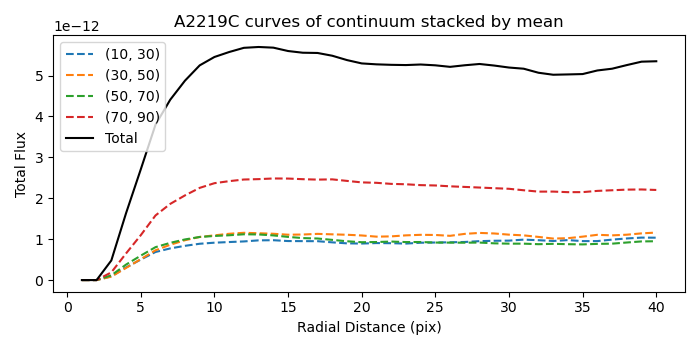 A2219C curves of continuum stacked by mean
1e−12
(10, 30)
(30, 50)
(50, 70)
(70, 90)
Total
Total Flux
5
4
3
2
1
0
0 5 10 15 20 25 30 35 40
Radial Distance (pix)